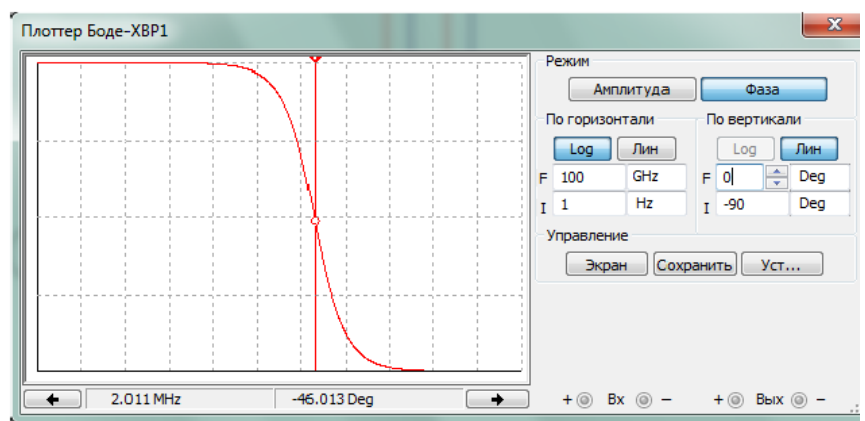 Плоттер Боде-XBP1
Режим
Амплитуда Фаза
По горизонтали По вертикали
Log Лин Log Лин
F 100 GHz F 0 Deg
I 1 Hz I -90 Deg
Управление
Экран Сохранить Уст...
2.011 MHz -46.013 Deg + Вх − + Вых −